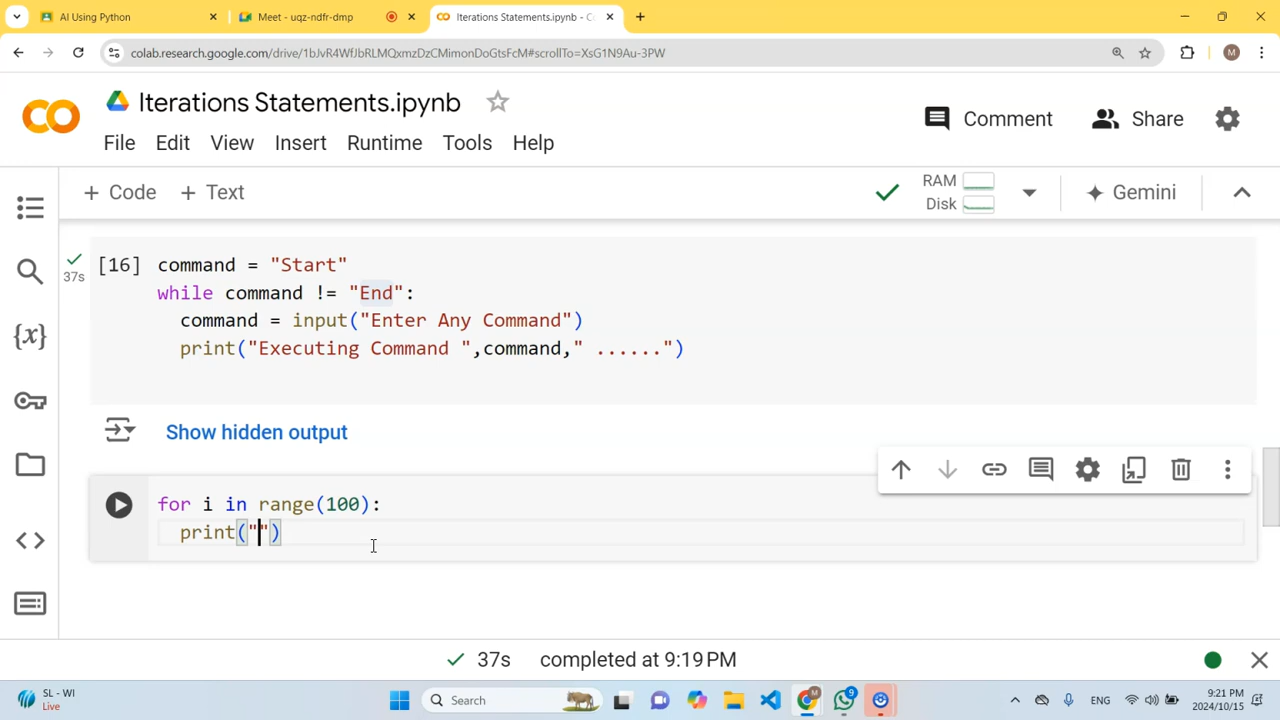 AI Using Python
Meet - uqz-ndfr-dmp
Iterations Statements.ipynb - C
colab.research.google.com/drive/1bJvR4WfJbRLMQxmzDzCMimonDoGtsFcM#scrollTo=XsG1N9Au-3PW
M
CO
Iterations Statements.ipynb
Comment
Share
File Edit View Insert Runtime Tools Help
+ Code + Text
RAM
Disk
Gemini
37s
[16] command = "Start"
while command != "End":
command = input("Enter Any Command")
print("Executing Command ",command," ......")
{x}
Show hidden output
for i in range(100):
print("")
37s completed at 9:19 PM
SL - WI
Live
Search
M
9
ENG
9:21 PM
2024/10/15